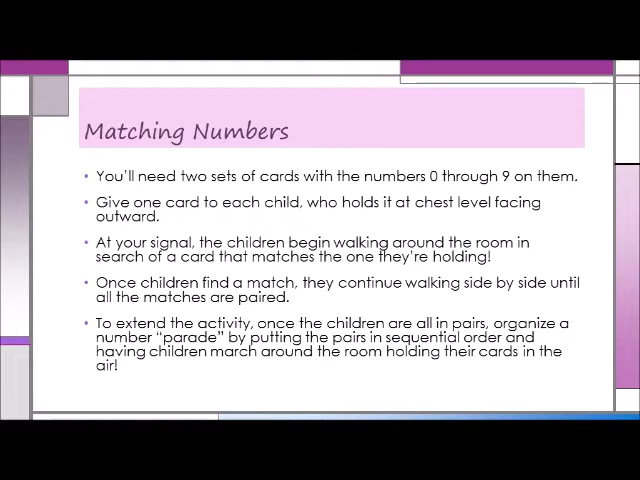 Matching Numbers
• You'll need two sets of cards with the numbers 0 through 9 on them.
• Give one card to each child, who holds it at chest level facing
outward.
• At your signal, the children begin walking around the room in
search of a card that matches the one they're holding!
• Once children find a match, they continue walking side by side until
all the matches are paired.
• To extend the activity, once the children are all in pairs, organize a
number “parade” by putting the pairs in sequential order and
having children march around the room holding their cards in the
air!